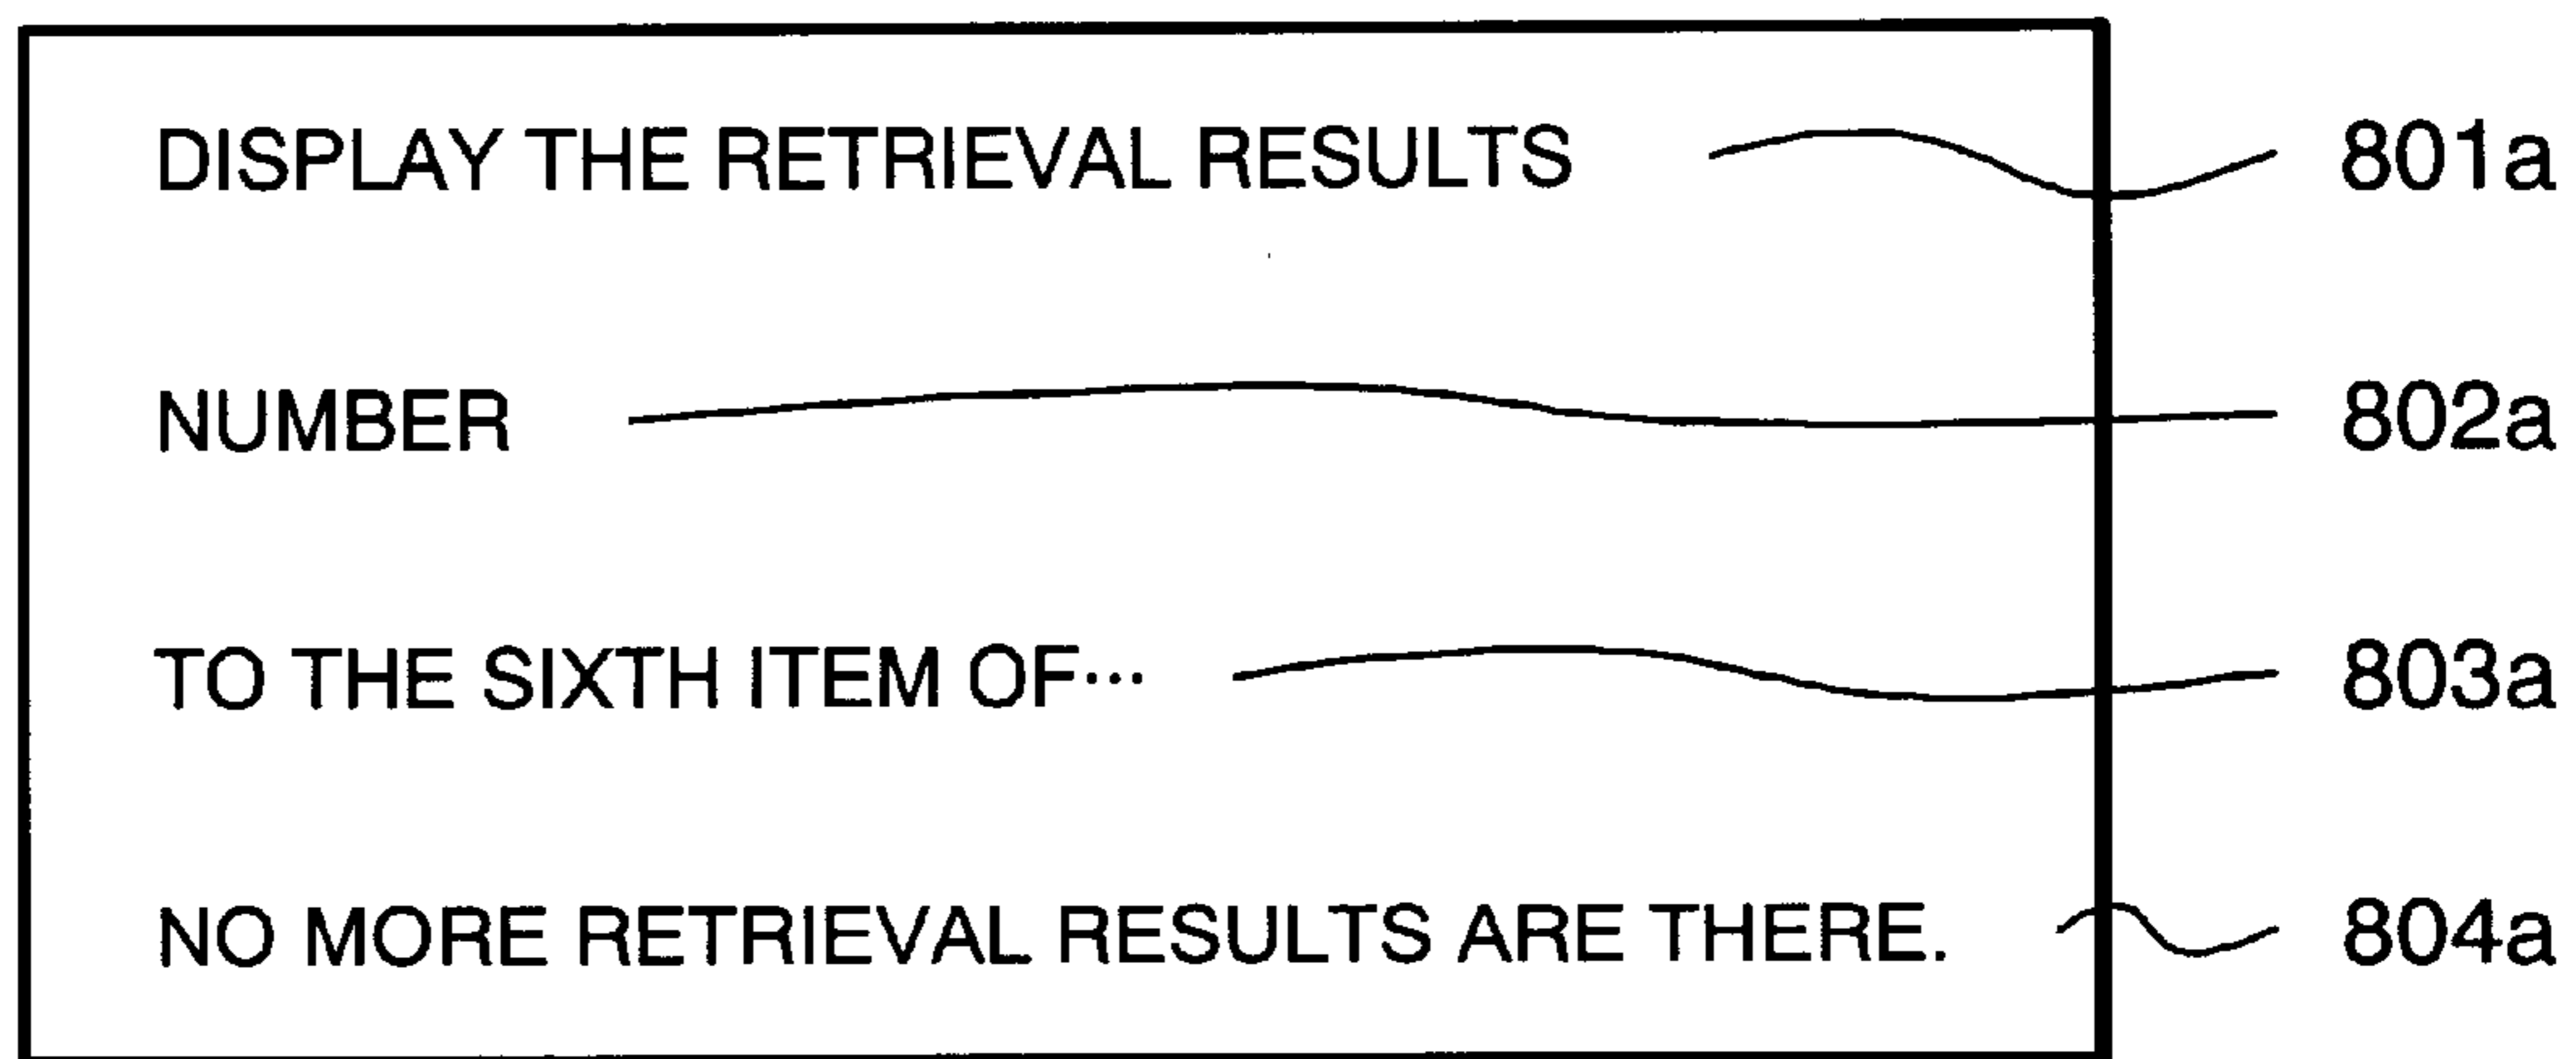 DISPLAY THE RETRIEVAL RESULTS 801a
NUMBER 802a
TO THE SIXTH ITEM OF··· 803a
NO MORE RETRIEVAL RESULTS ARE THERE. 804a